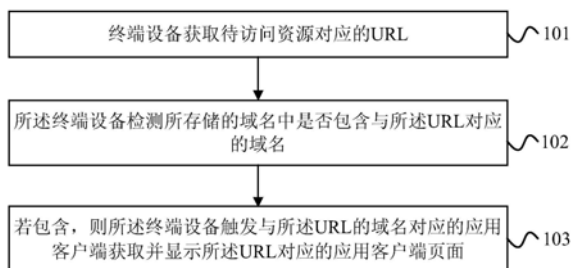 终端设备获取待访问资源对应的URL
101
所述终端设备检测所存储的域名中是否包含与所述URL对应
的域名
102
若包含，则所述终端设备触发与所述URL的域名对应的应用
客户端获取并显示所述URL对应的应用客户端页面
103